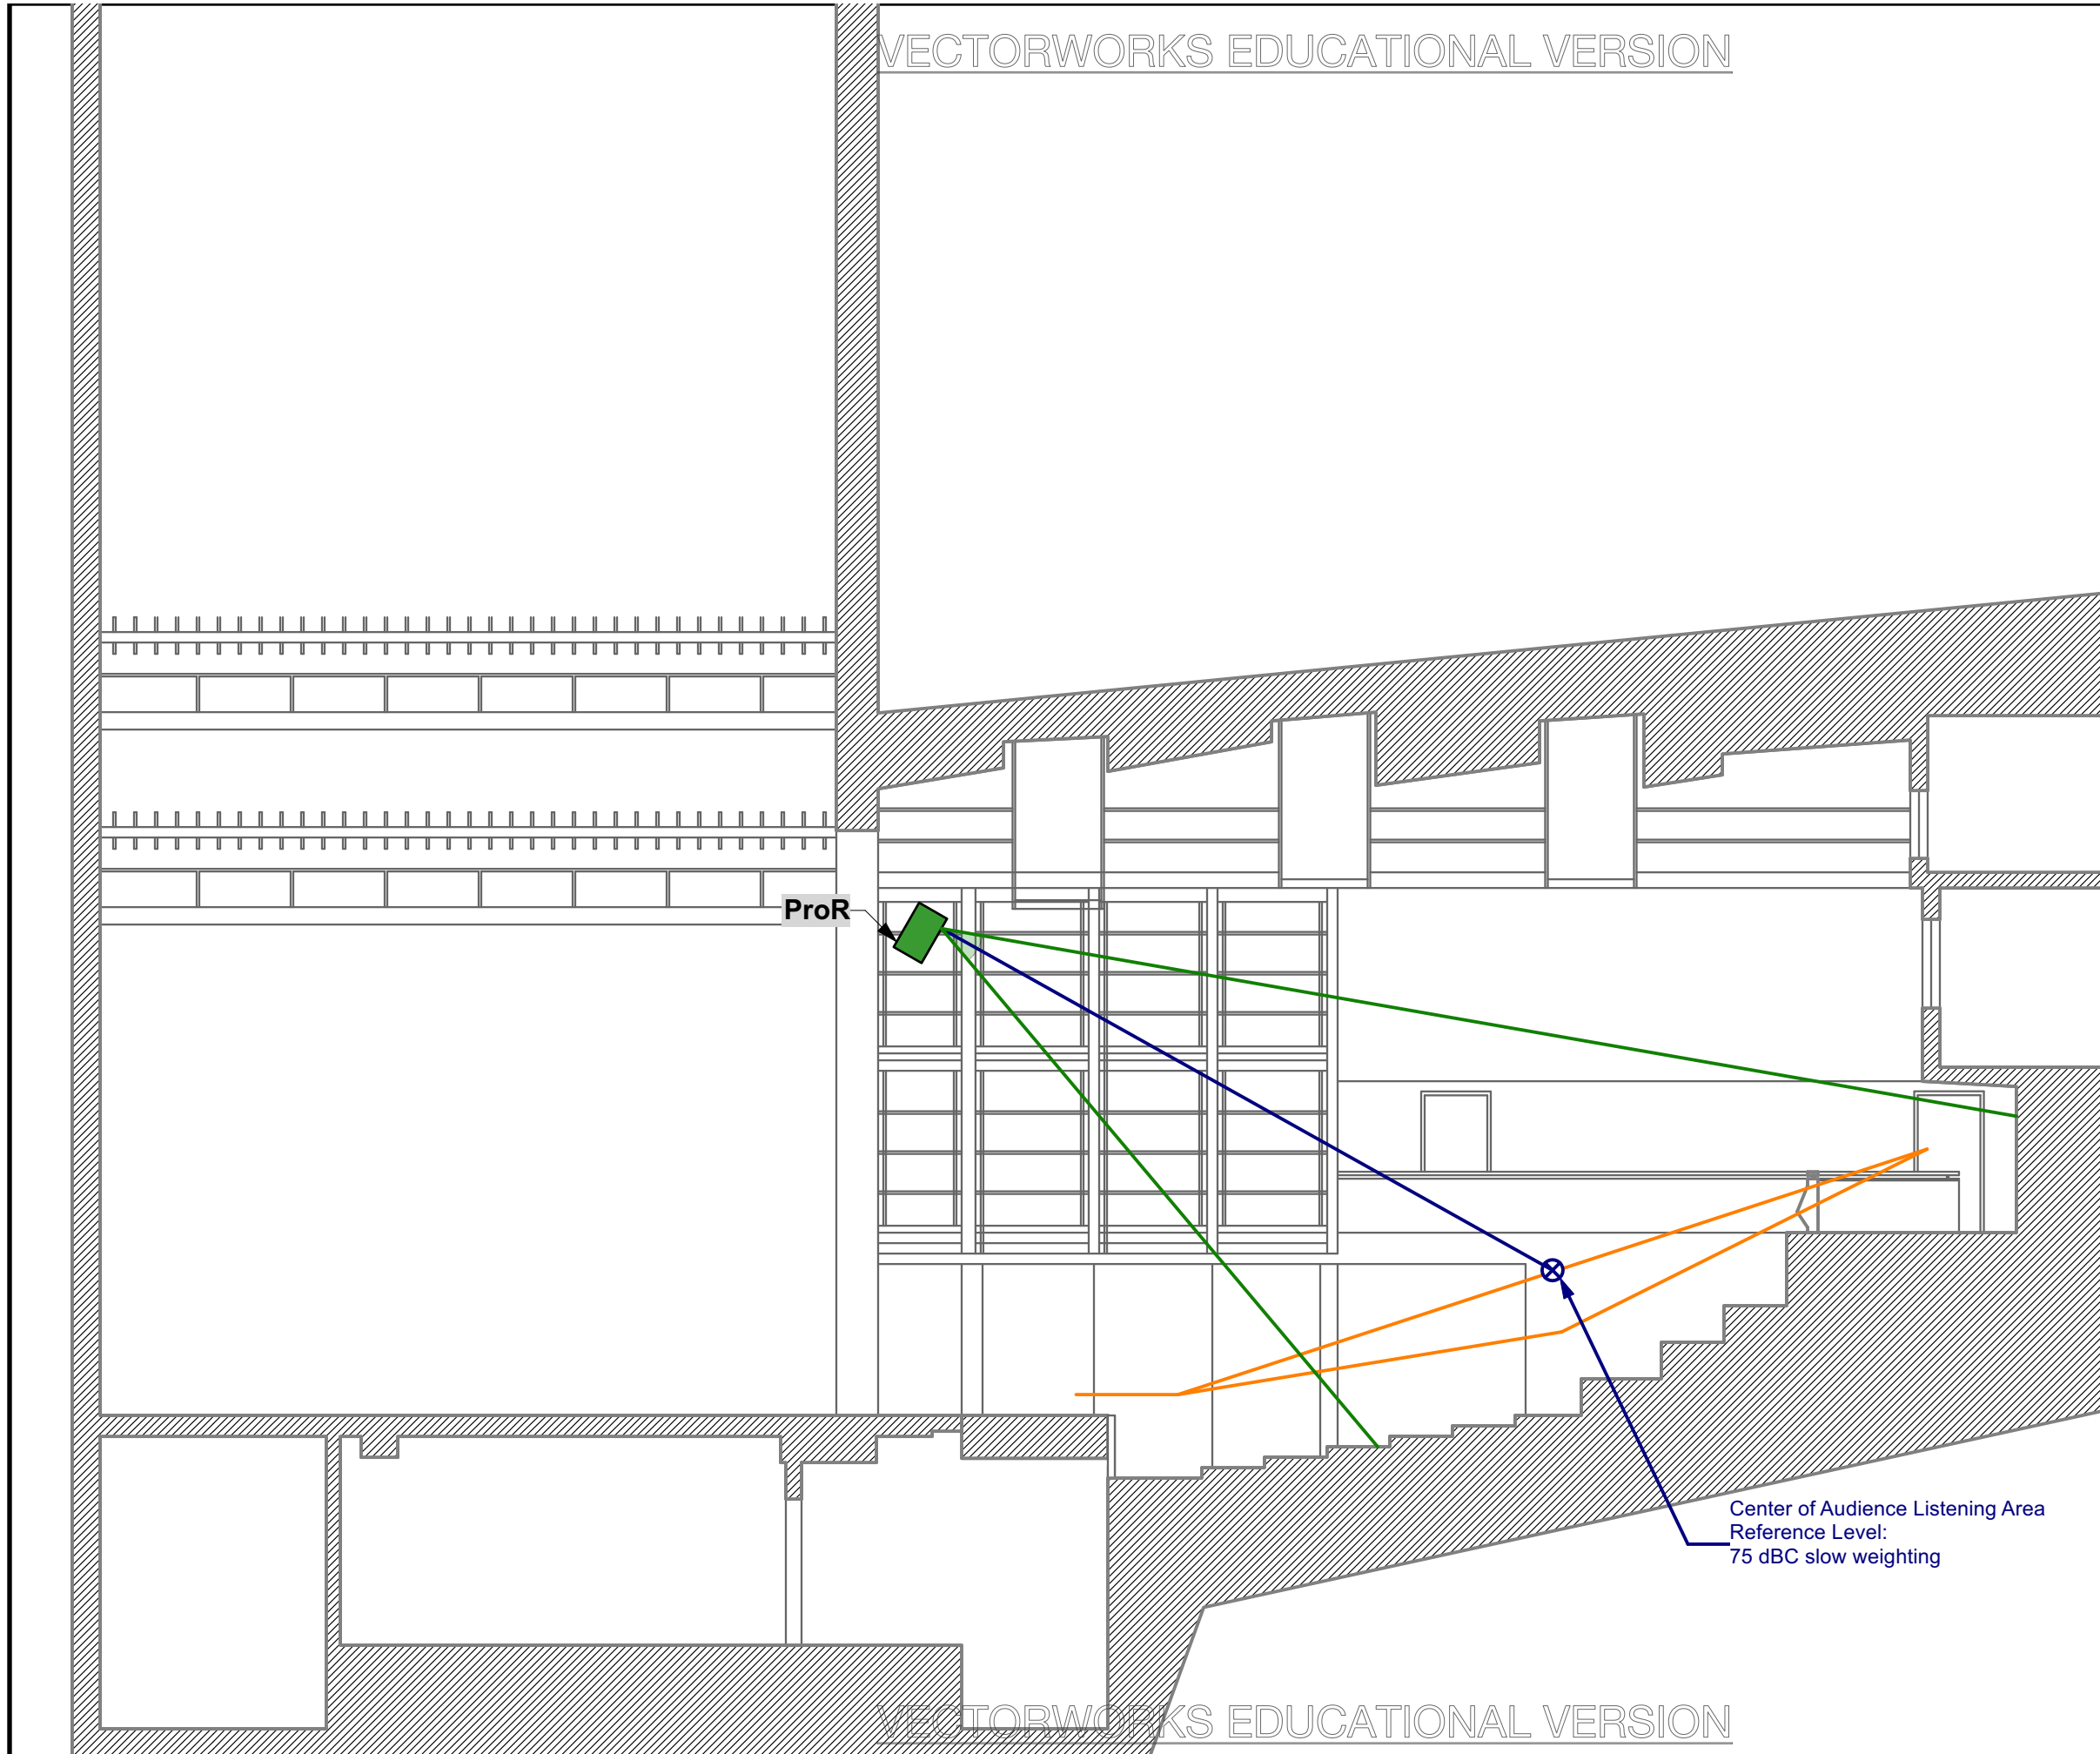 VECTORWORKS EDUCATIONAL VERSION
ProR
Center of Audience Listening Area
Reference Level:
75 dBC slow weighting
VECTORWORKS EDUCATIONAL VERSION